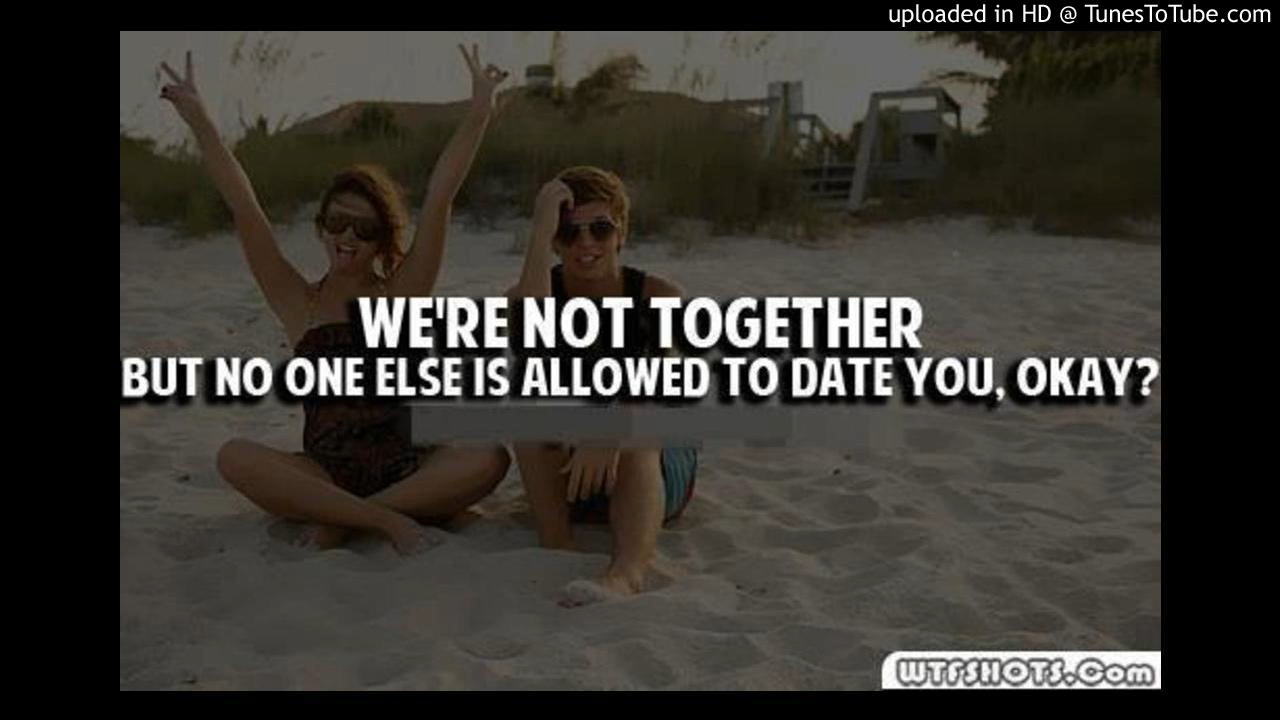 uploaded in HD @ TunesToTube.com
WE'RE NOT TOGETHER
BUT NO ONE ELSE IS ALLOWED TO DATE YOU, OKAY?
WTFSHOTS.Com